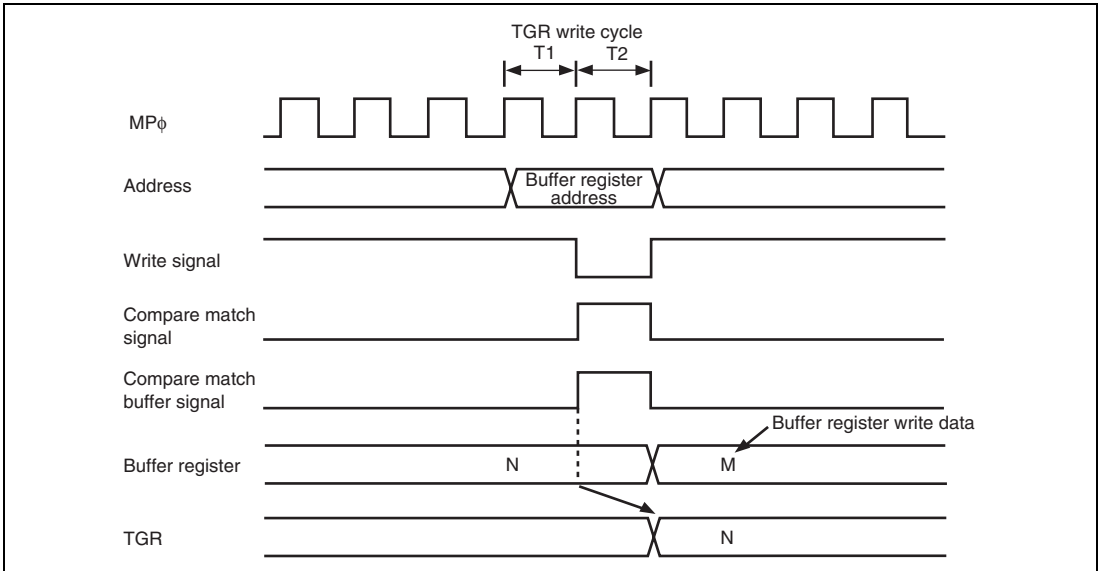 TGR write cycle
T1 T2
MPϕ
Address
Buffer register
address
Write signal
Compare match
signal
Compare match
buffer signal
Buffer register write data
Buffer register
N
M
TGR
N